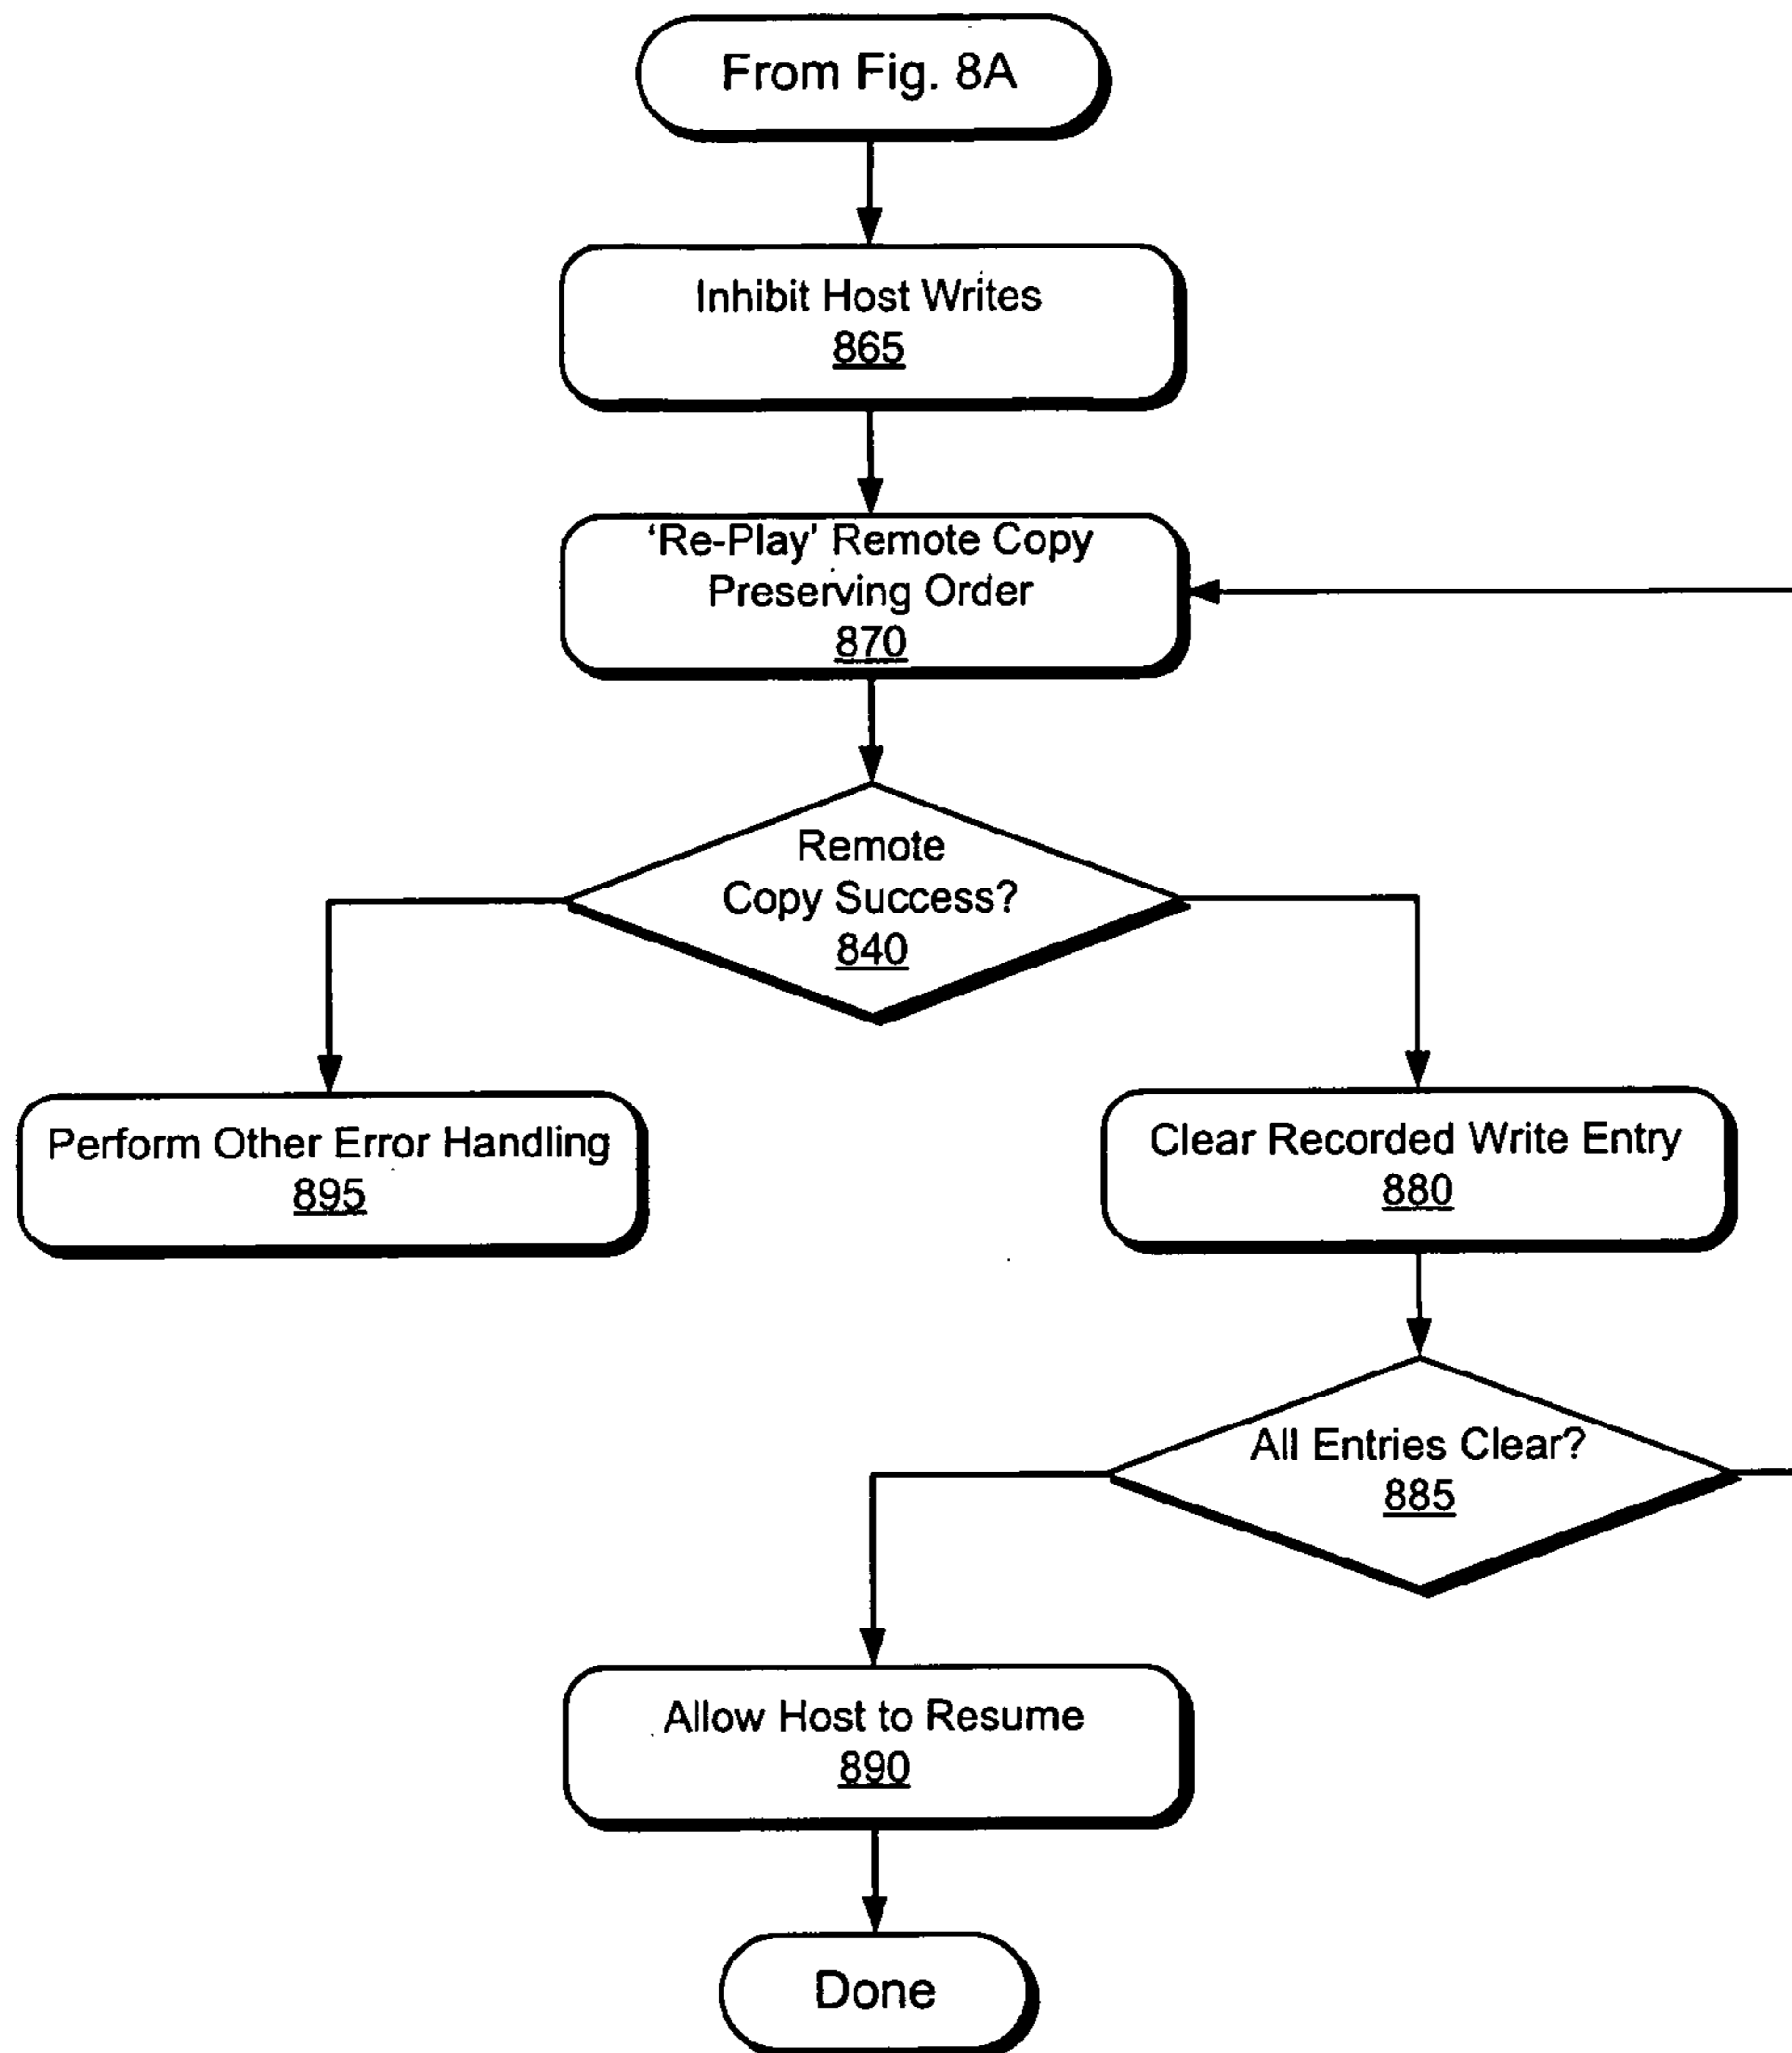 From Fig. 8A
Inhibit Host Writes
865
‘Re-Play’ Remote Copy
Preserving Order
870
Remote
Copy Success?
840
Perform Other Error Handling
895
Clear Recorded Write Entry
880
All Entries Clear?
885
Allow Host to Resume
890
Done